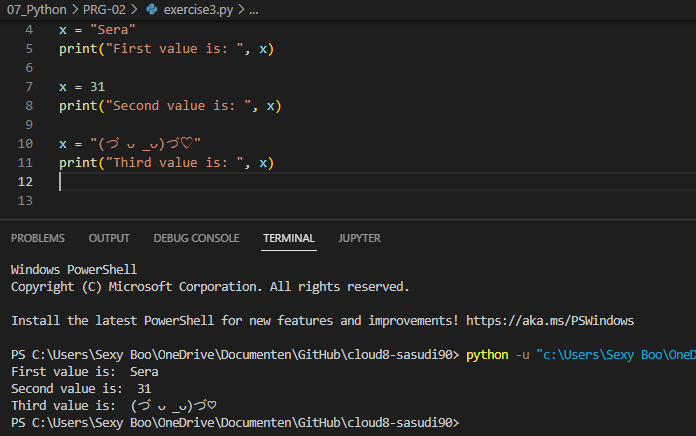 07_Python > PRG-02 > exercise3.py > ...
4 x = "Sera"
5 print("First value is: ", x)
6
7 x = 31
8 print("Second value is: ", x)
9
10 x = "(づ ᴗ _ᴗ)づ♡"
11 print("Third value is: ", x)
12
13
PROBLEMS OUTPUT DEBUG CONSOLE TERMINAL JUPYTER
Windows PowerShell
Copyright (C) Microsoft Corporation. All rights reserved.
Install the latest PowerShell for new features and improvements! https://aka.ms/PSWindows
PS C:\Users\Sexy Boo\OneDrive\Documenten\GitHub\cloud8-sasudi90> python -u "c:\Users\Sexy Boo\OneD
First value is:  Sera
Second value is:  31
Third value is:  (づ ᴗ _ᴗ)づ♡
PS C:\Users\Sexy Boo\OneDrive\Documenten\GitHub\cloud8-sasudi90>